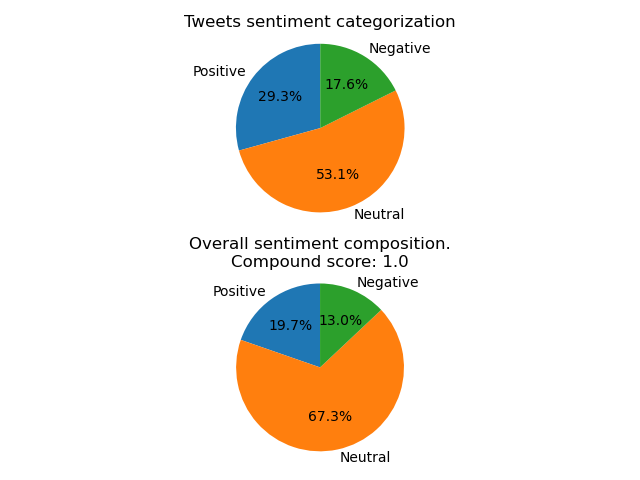 Tweets sentiment categorization
Negative
Positive
17.6%
29.3%
53.1%
Neutral
Overall sentiment composition.
Compound score: 1.0
Negative
Positive
13.0%
19.7%
67.3%
Neutral